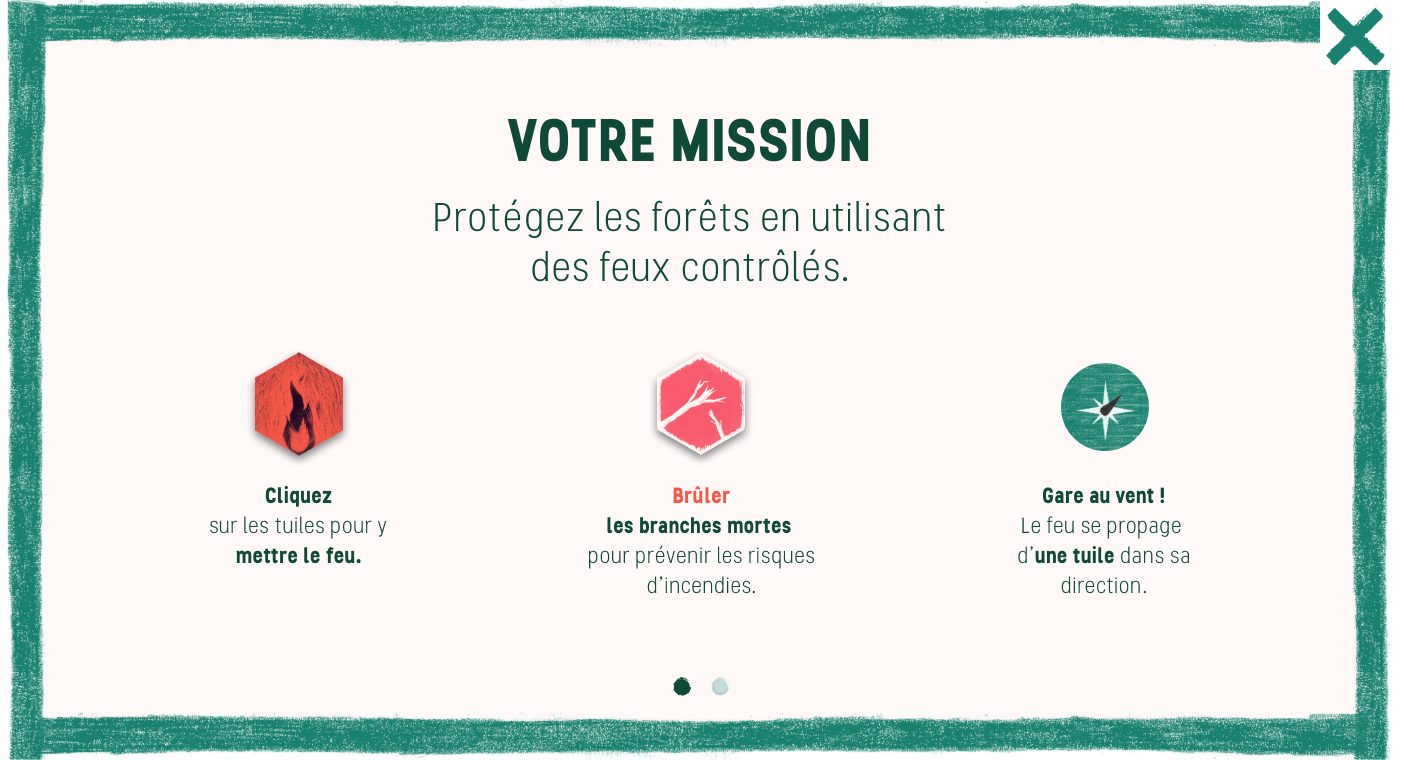 VOTRE MISSION
Protégez les forêts en utilisant
des feux contrôlés.
Cliquez
sur les tuiles pour y
mettre le feu.
Brûler
les branches mortes
pour prévenir les risques
d’incendies.
Gare au vent !
Le feu se propage
d’une tuile dans sa
direction.